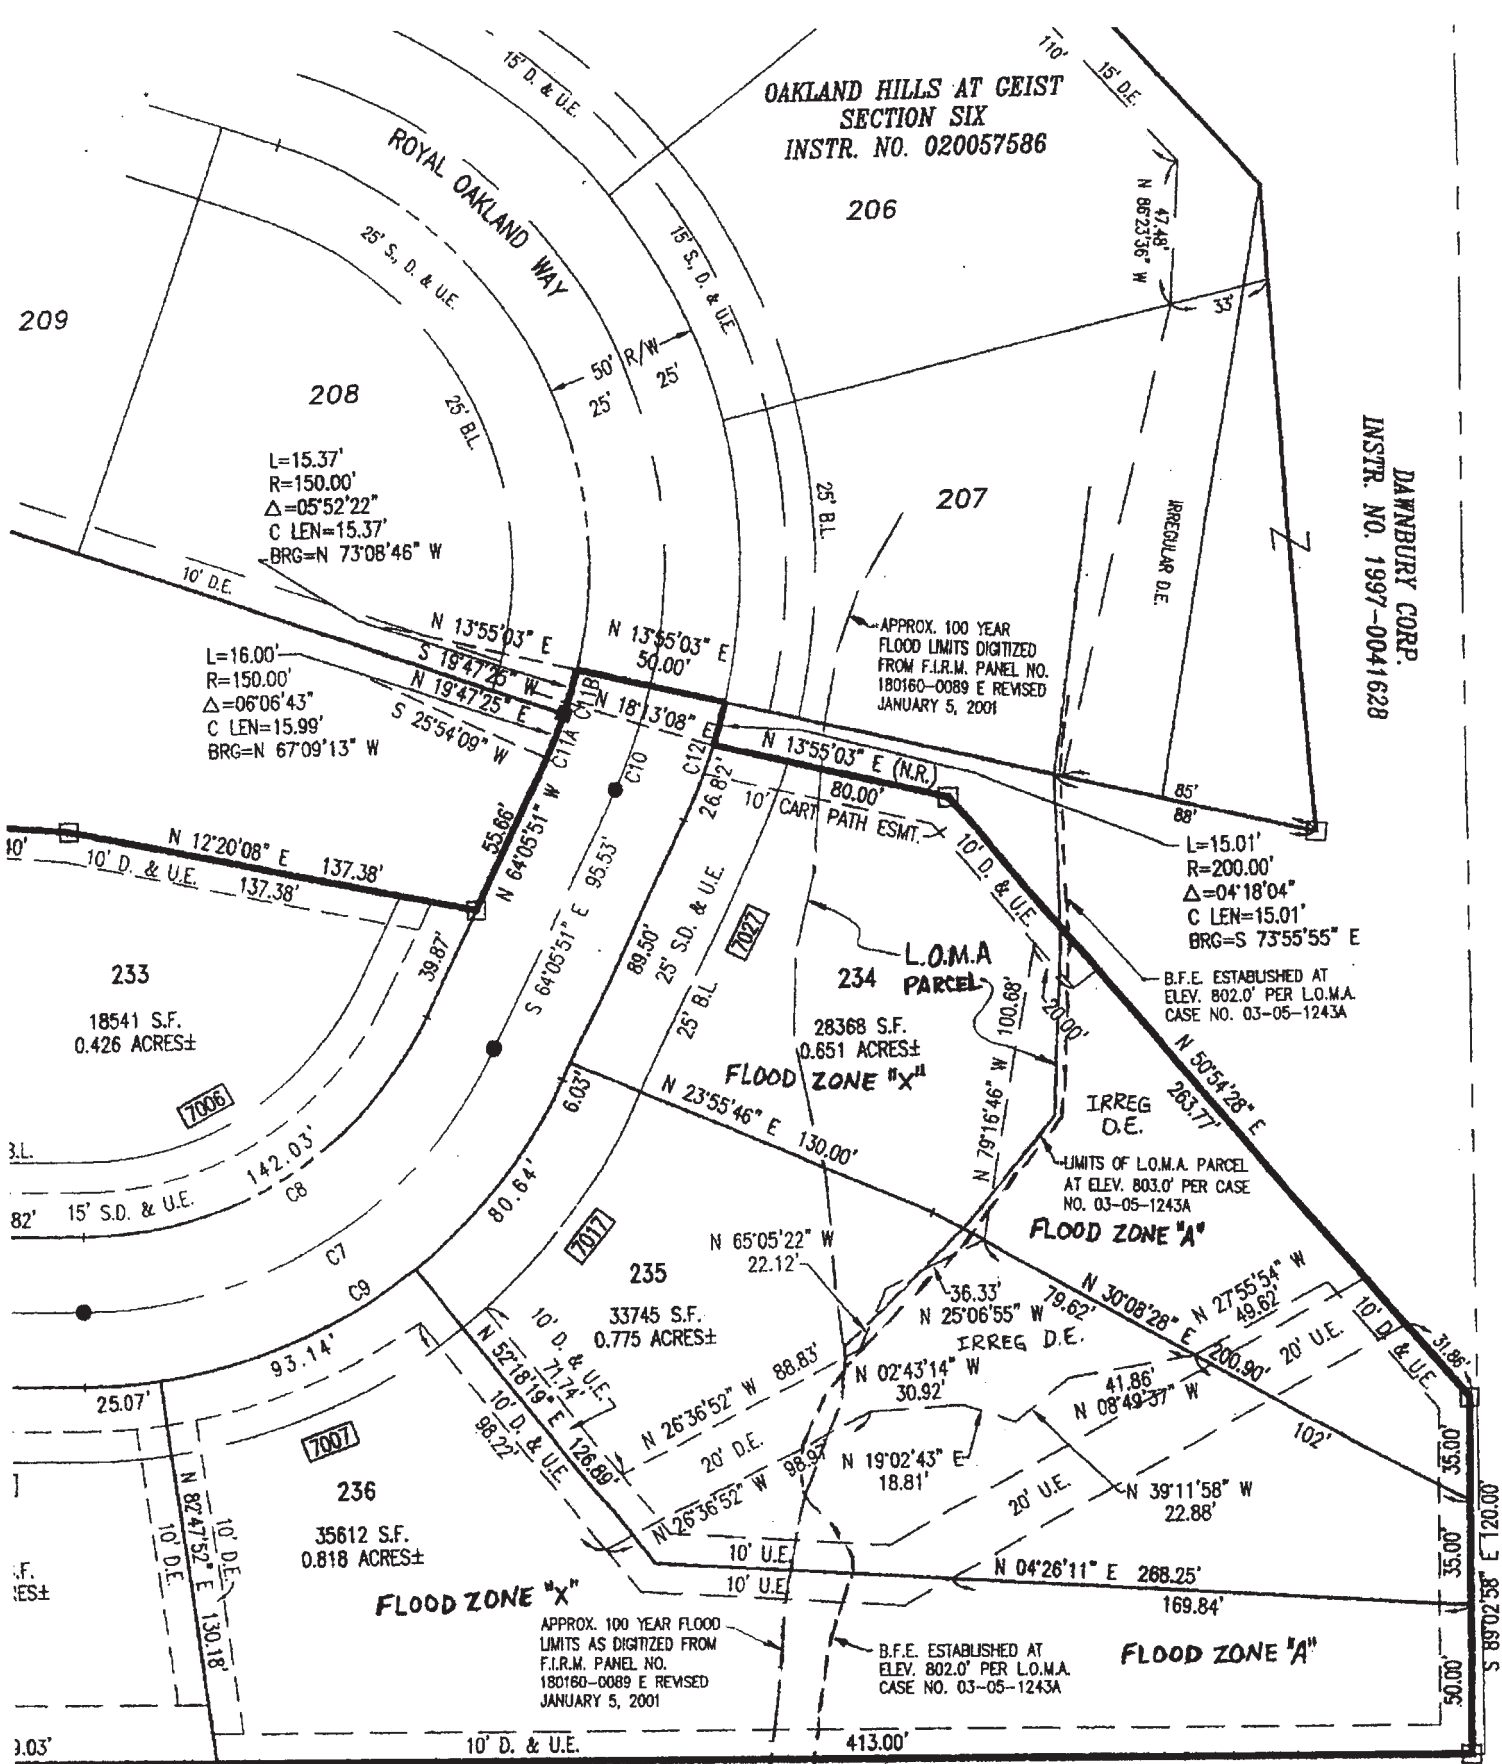 110'
15' D.E.
15' D. & U.E.
OAKLAND HILLS AT GEIST
SECTION SIX
INSTR. NO. 020057586
ROYAL OAKLAND WAY
206
47.48'
N 86°23'36" W
25' S., D. & U.E.
15' S., D. & U.E.
33'
209
50' R/W
25'
25'
208
25' B.L.
DAWNBURY CORP.
INSTR. NO. 1997-0041628
L=15.37'
R=150.00'
Δ=05°52'22"
C LEN=15.37'
BRG=N 73°08'46" W
25' B.L.
207
IRREGULAR D.E.
10' D.E.
N 13°55'03" E
N 13°55'03" E
50.00'
APPROX. 100 YEAR
FLOOD LIMITS DIGITIZED
FROM F.I.R.M. PANEL NO.
180160-0089 E REVISED
JANUARY 5, 2001
L=16.00'
R=150.00'
Δ=06°06'43"
C LEN=15.99'
BRG=N 67°09'13" W
S 19°47'25" W
N 19°47'25" E
S 25°54'09" W
C11B
C11A
N 18°13'08" E
C10
C12
N 13°55'03" E (N.R.)
80.00'
26.82'
10' CART PATH ESMT.
85'
88'
L=15.01'
R=200.00'
Δ=04°18'04"
C LEN=15.01'
BRG=S 73°55'55" E
40'
N 12°20'08" E 137.38'
10' D. & U.E.
137.38'
55.66'
N 64°05'51" W
S 64°05'51" E 95.53'
10' D. & U.E.
89.50'
25' S.D. & U.E.
25' B.L.
7027
39.87'
233
18541 S.F.
0.426 ACRES±
L.O.M.A
PARCEL
234
28368 S.F.
0.651 ACRES±
FLOOD ZONE "X"
100.68'
N 79°16'46" W
20.00'
B.F.E. ESTABLISHED AT
ELEV. 802.0' PER L.O.M.A.
CASE NO. 03-05-1243A
N 50°54'28" E
263.77'
IRREG
D.E.
7006
6.03'
N 23°55'46" E 130.00'
LIMITS OF L.O.M.A. PARCEL
AT ELEV. 803.0' PER CASE
NO. 03-05-1243A
FLOOD ZONE "A"
B.L.
82'
15' S.D. & U.E.
142.03'
C8
C7
C9
80.64'
7017
N 65°05'22" W
22.12'
235
33745 S.F.
0.775 ACRES±
36.33'
N 25°06'55" W
IRREG D.E.
79.62'
N 30°08'28" E
200.90'
N 27°55'54" W
49.62'
20' U.E.
10' D. & U.E.
31.86'
93.14'
25.07'
10' D. & U.E.
N 52°18'19" E
71.74'
126.89'
10' D. & U.E.
98.22'
88.83'
N 26°36'52" W
20' D.E.
98.97'
N 26°36'52" W
N 02°43'14" W
30.92'
41.86'
N 08°49'37" W
102'
N 19°02'43" E
18.81'
N 39°11'58" W
22.88'
20' U.E.
7007
236
35612 S.F.
0.818 ACRES±
N 82°47'52" E 130.18'
10' D.E.
10' D.E.
10' U.E.
10' U.E.
N 04°26'11" E 268.25'
169.84'
35.00'
35.00'
50.00'
S 89°02'58" E 120.00'
FLOOD ZONE "X"
APPROX. 100 YEAR FLOOD
LIMITS AS DIGITIZED FROM
F.I.R.M. PANEL NO.
180160-0089 E REVISED
JANUARY 5, 2001
B.F.E. ESTABLISHED AT
ELEV. 802.0' PER L.O.M.A.
CASE NO. 03-05-1243A
FLOOD ZONE "A"
9.03'
10' D. & U.E.
413.00'